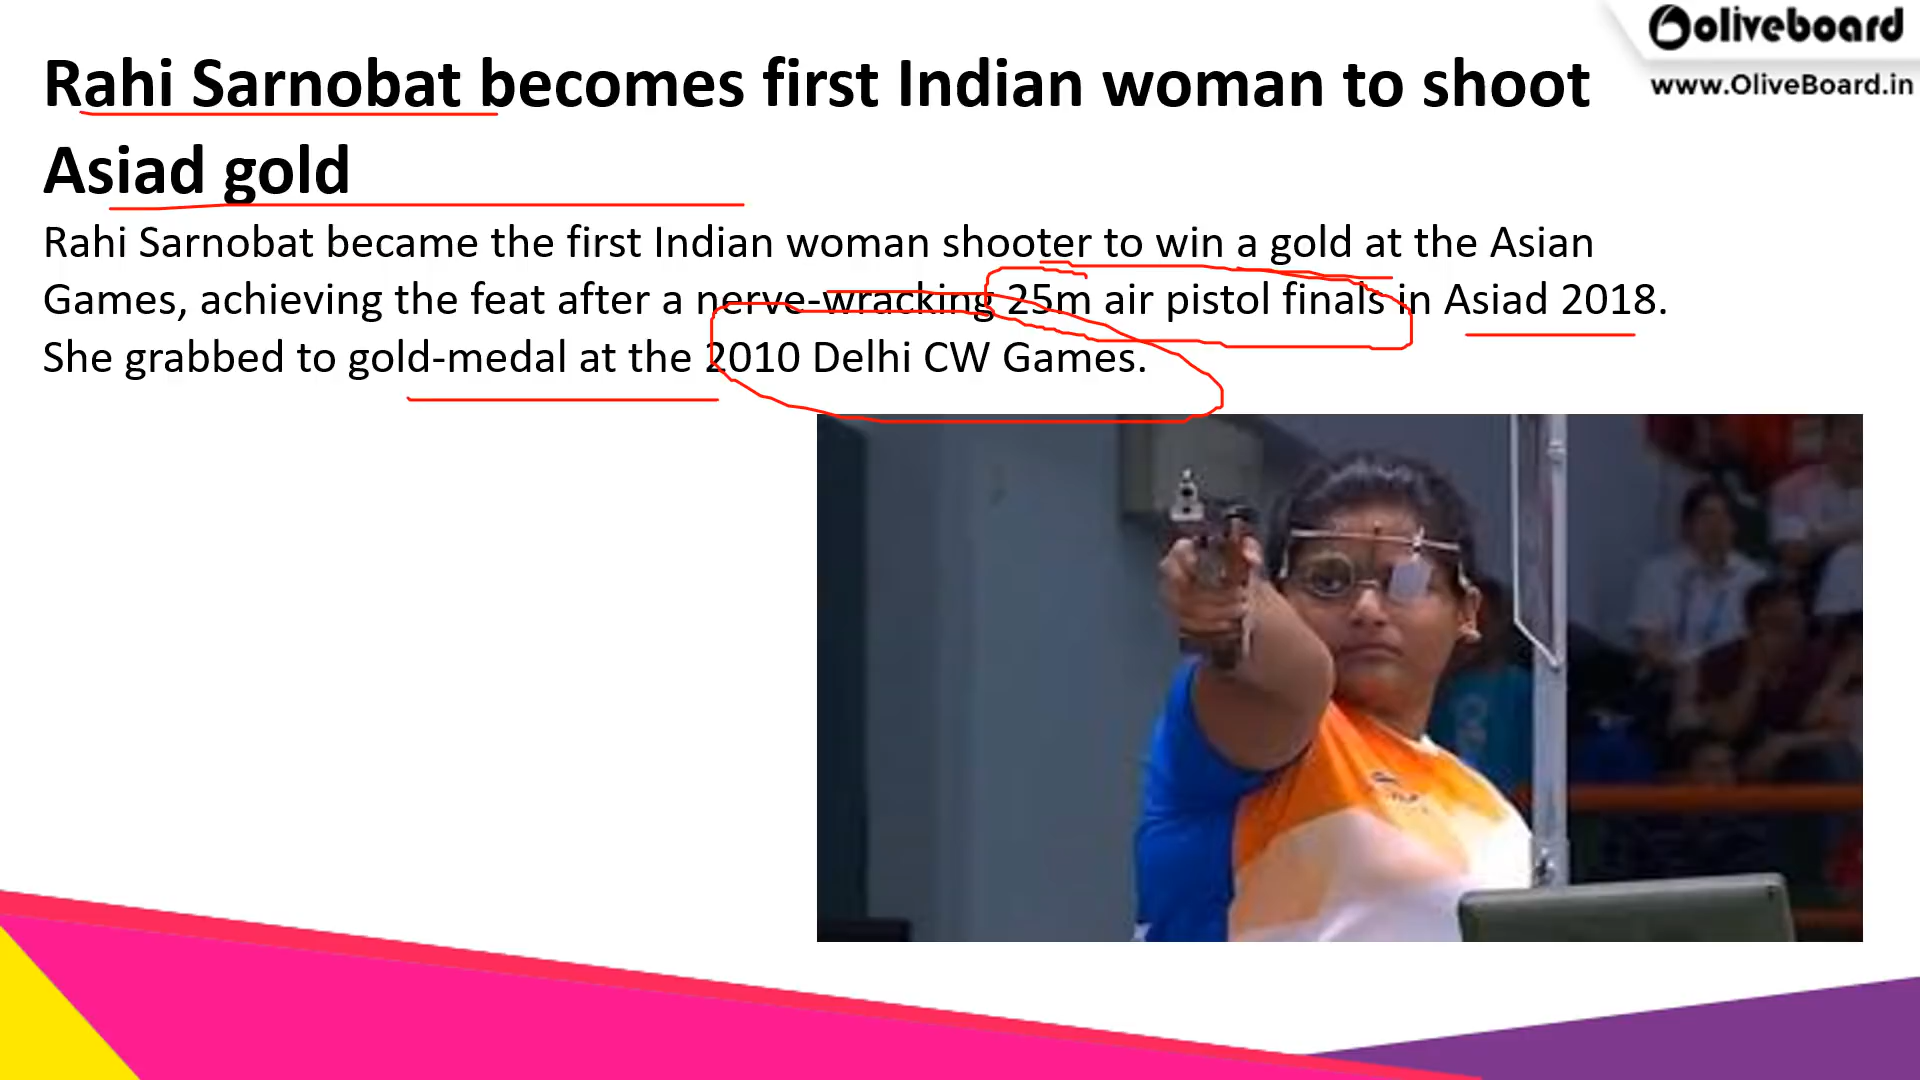 Rahi Sarnobat becomes first Indian woman to shoot
Asiad gold
oliveboard
www.OliveBoard.in
Rahi Sarnobat became the first Indian woman shooter to win a gold at the Asian
Games, achieving the feat after a nerve-wracking 25m air pistol finals in Asiad 2018.
She grabbed to gold-medal at the 2010 Delhi CW Games.